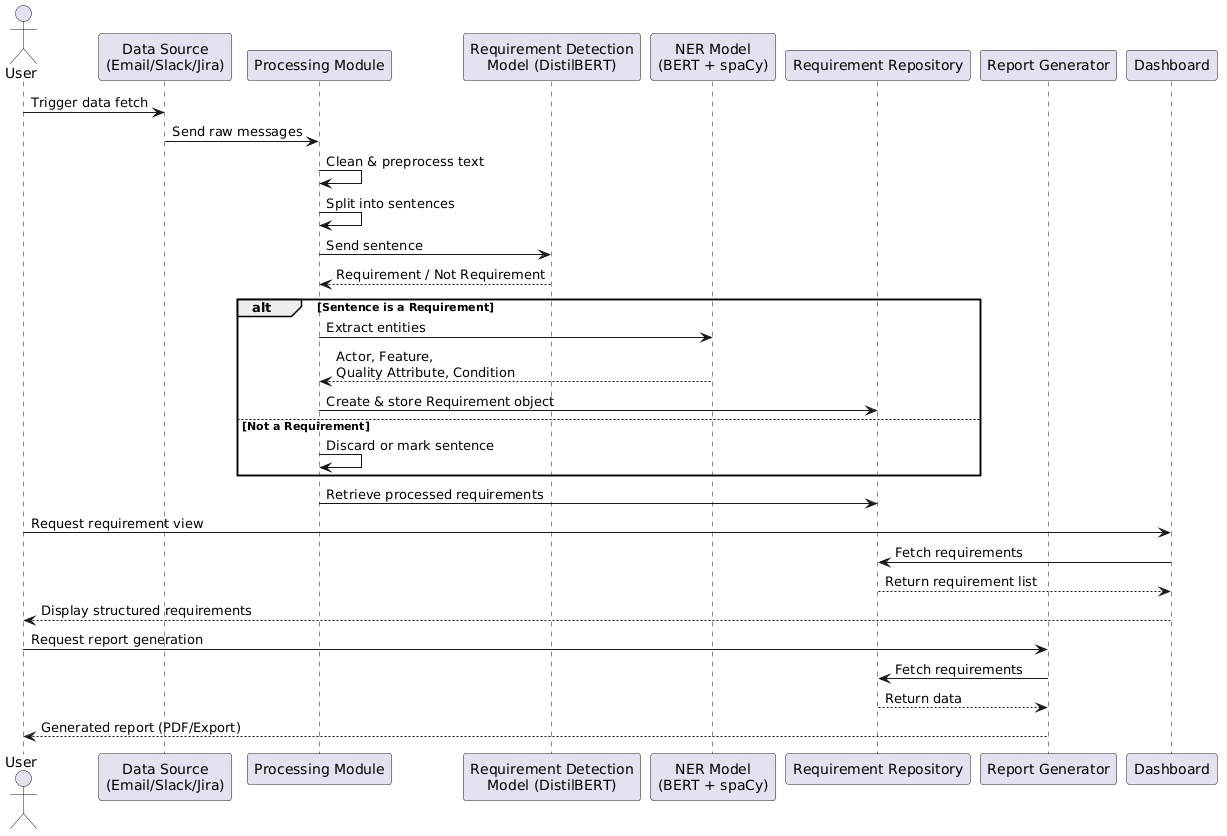 User
Data Source
(Email/Slack/Jira)
Processing Module
Requirement Detection
Model (DistilBERT)
NER Model
(BERT + spaCy)
Requirement Repository
Report Generator
Dashboard
Trigger data fetch
Send raw messages
Clean & preprocess text
Split into sentences
Send sentence
Requirement / Not Requirement
alt
[Sentence is a Requirement]
Extract entities
Actor, Feature,
Quality Attribute, Condition
Create & store Requirement object
[Not a Requirement]
Discard or mark sentence
Retrieve processed requirements
Request requirement view
Fetch requirements
Return requirement list
Display structured requirements
Request report generation
Fetch requirements
Return data
Generated report (PDF/Export)
User
Data Source
(Email/Slack/Jira)
Processing Module
Requirement Detection
Model (DistilBERT)
NER Model
(BERT + spaCy)
Requirement Repository
Report Generator
Dashboard